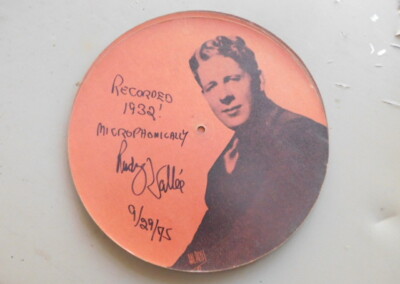 RECORDED
1932!
MICROPHONICALLY
Rudy Vallée
9/29/75